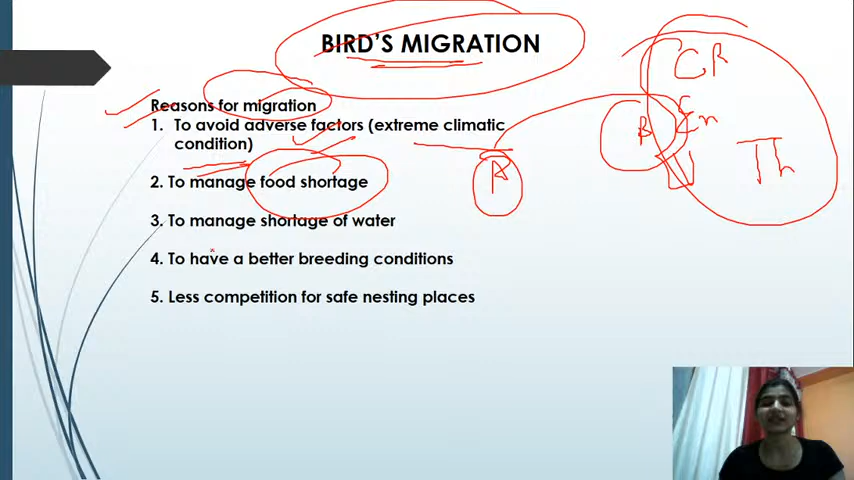 BIRD'S MIGRATION
Reasons for migration
1. To avoid adverse factors (extreme climatic
condition)
2. To manage food shortage
3. To manage shortage of water
4. To have a better breeding conditions
5. Less competition for safe nesting places
A
B
Th